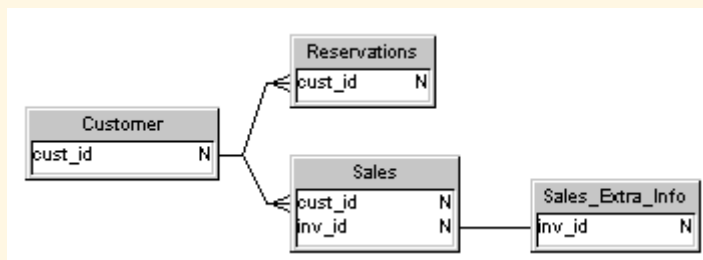 Reservations
cust_id N
Customer
cust_id N
Sales
cust_id N
inv_id N
Sales_Extra_Info
inv_id N